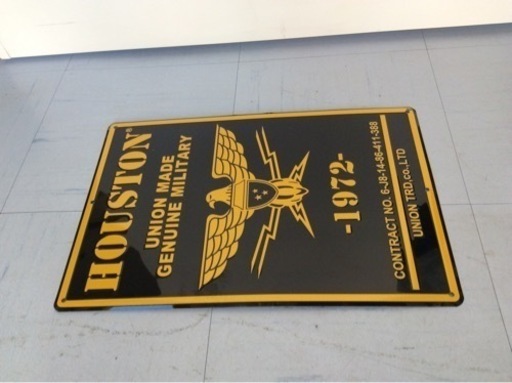 HOUSTON®
UNION MADE
GENUINE MILITARY
-1972-
CONTRACT NO. 6-J8-14-86-411-388
UNION TRD,co.,LTD